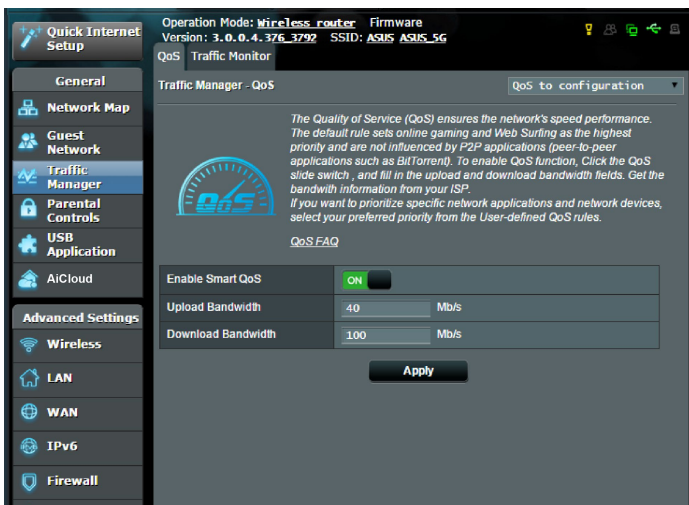 Quick Internet
Setup
Operation Mode: Wireless router Firmware
Version: 3.0.0.4.376_3792 SSID: ASUS ASUS_5G
QoS Traffic Monitor
General
Network Map
Guest
Network
Traffic
Manager
Parental
Controls
USB
Application
AiCloud
Advanced Settings
Wireless
LAN
WAN
IPv6
Firewall
Traffic Manager - QoS
QoS to configuration
QoS
The Quality of Service (QoS) ensures the network's speed performance.
The default rule sets online gaming and Web Surfing as the highest
priority and are not influenced by P2P applications (peer-to-peer
applications such as BitTorrent). To enable QoS function, Click the QoS
slide switch , and fill in the upload and download bandwidth fields. Get the
bandwith information from your ISP.
If you want to prioritize specific network applications and network devices,
select your preferred priority from the User-defined QoS rules.
QoS FAQ
Enable Smart QoS ON
Upload Bandwidth 40 Mb/s
Download Bandwidth 100 Mb/s
Apply